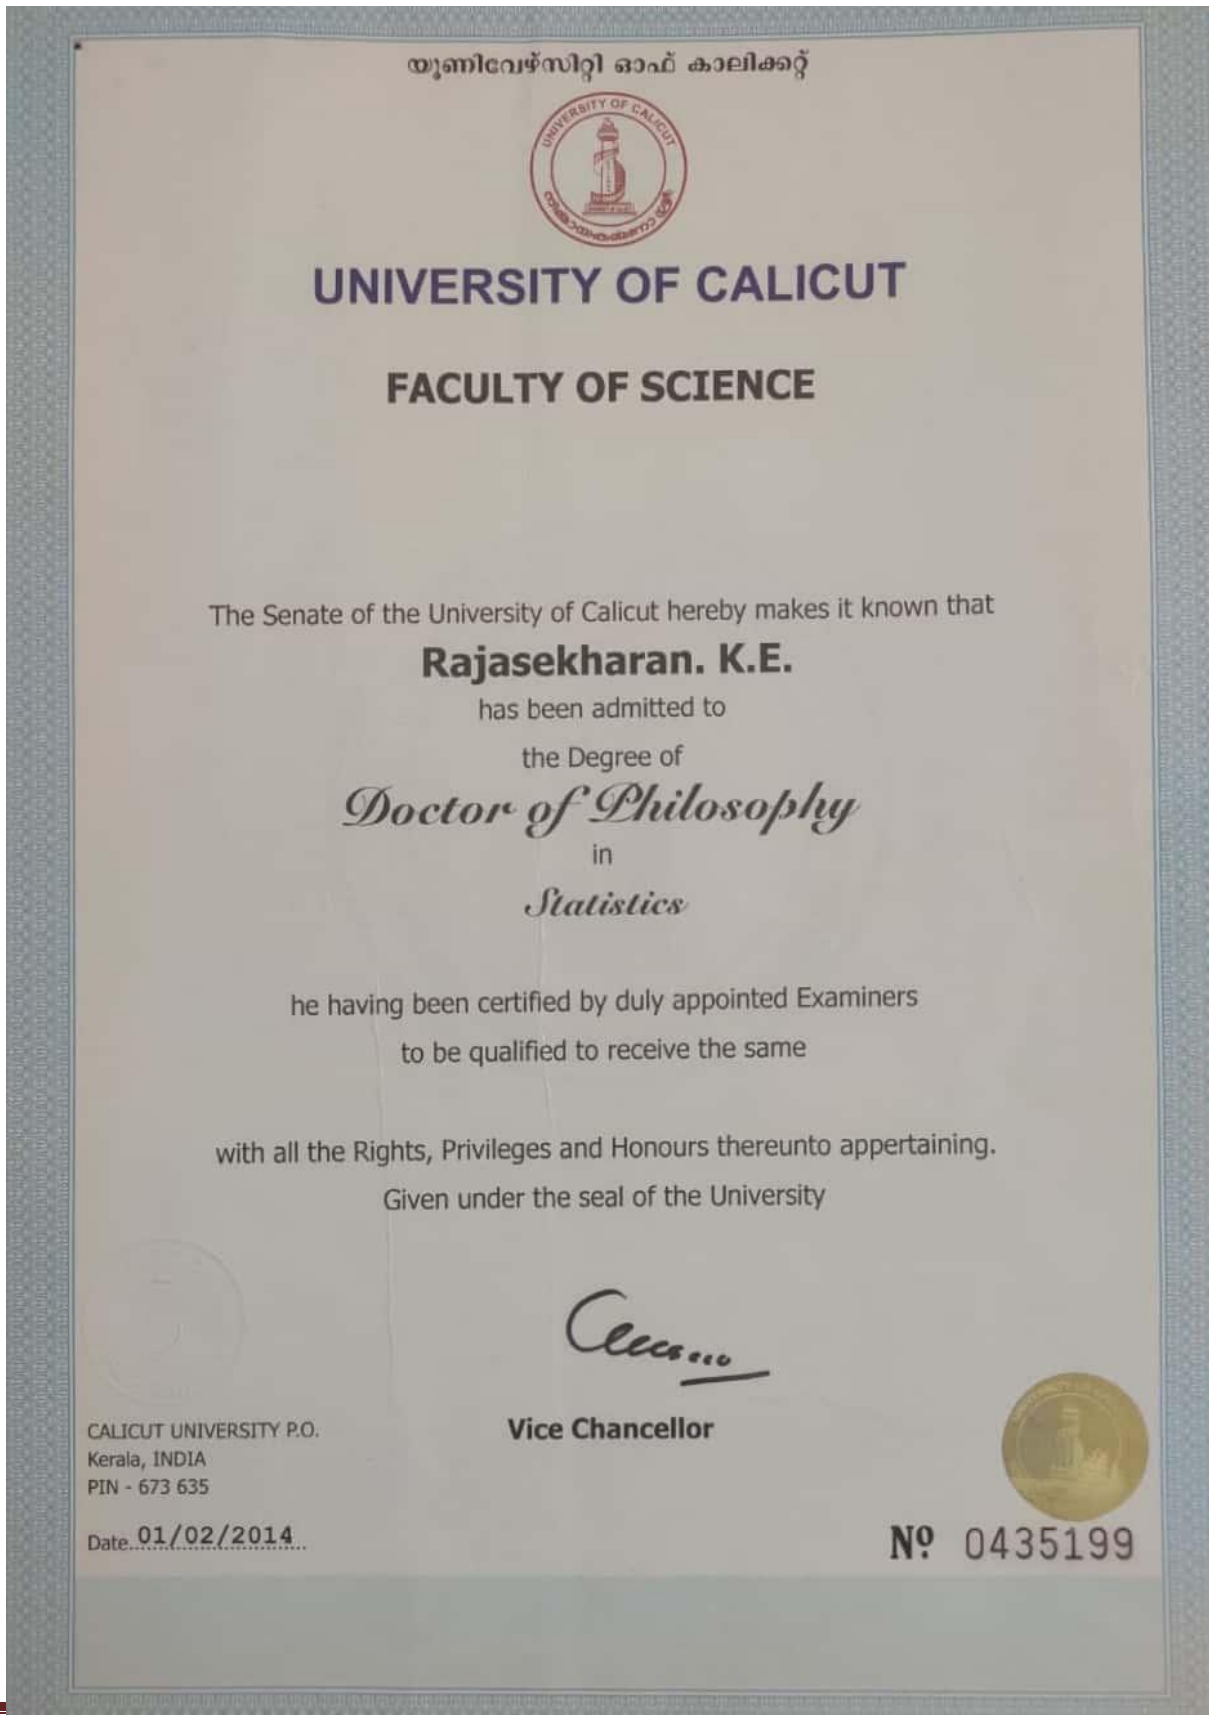 യൂണിവേഴ്സിറ്റി ഓഫ് കാലിക്കറ്റ്
UNIVERSITY OF CALICUT
UNIVERSITY OF CALICUT
FACULTY OF SCIENCE
The Senate of the University of Calicut hereby makes it known that
Rajasekharan. K.E.
has been admitted to
the Degree of
Doctor of Philosophy
in
Statistics
he having been certified by duly appointed Examiners
to be qualified to receive the same
with all the Rights, Privileges and Honours thereunto appertaining.
Given under the seal of the University
Vice Chancellor
CALICUT UNIVERSITY P.O.
Kerala, INDIA
PIN - 673 635
Date 01/02/2014
Nº 0435199